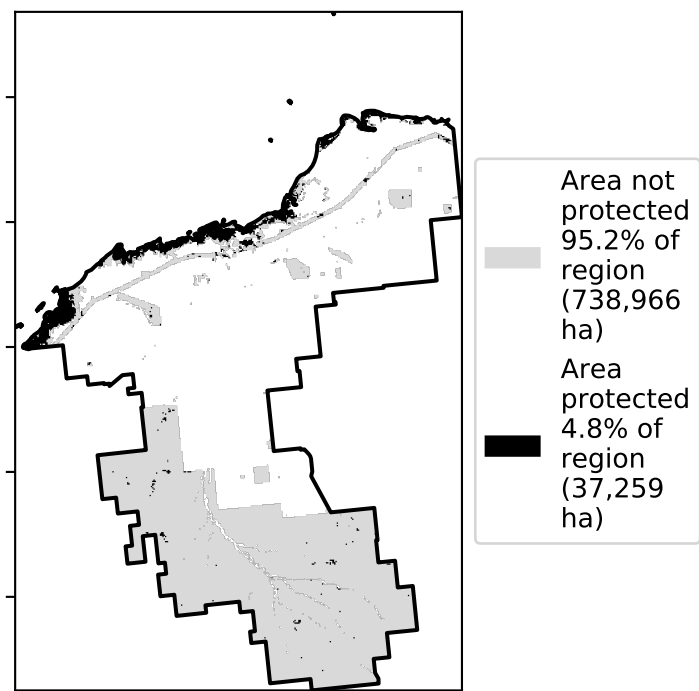 Area not
protected
95.2% of
region
(738,966
ha)
Area
protected
4.8% of
region
(37,259
ha)